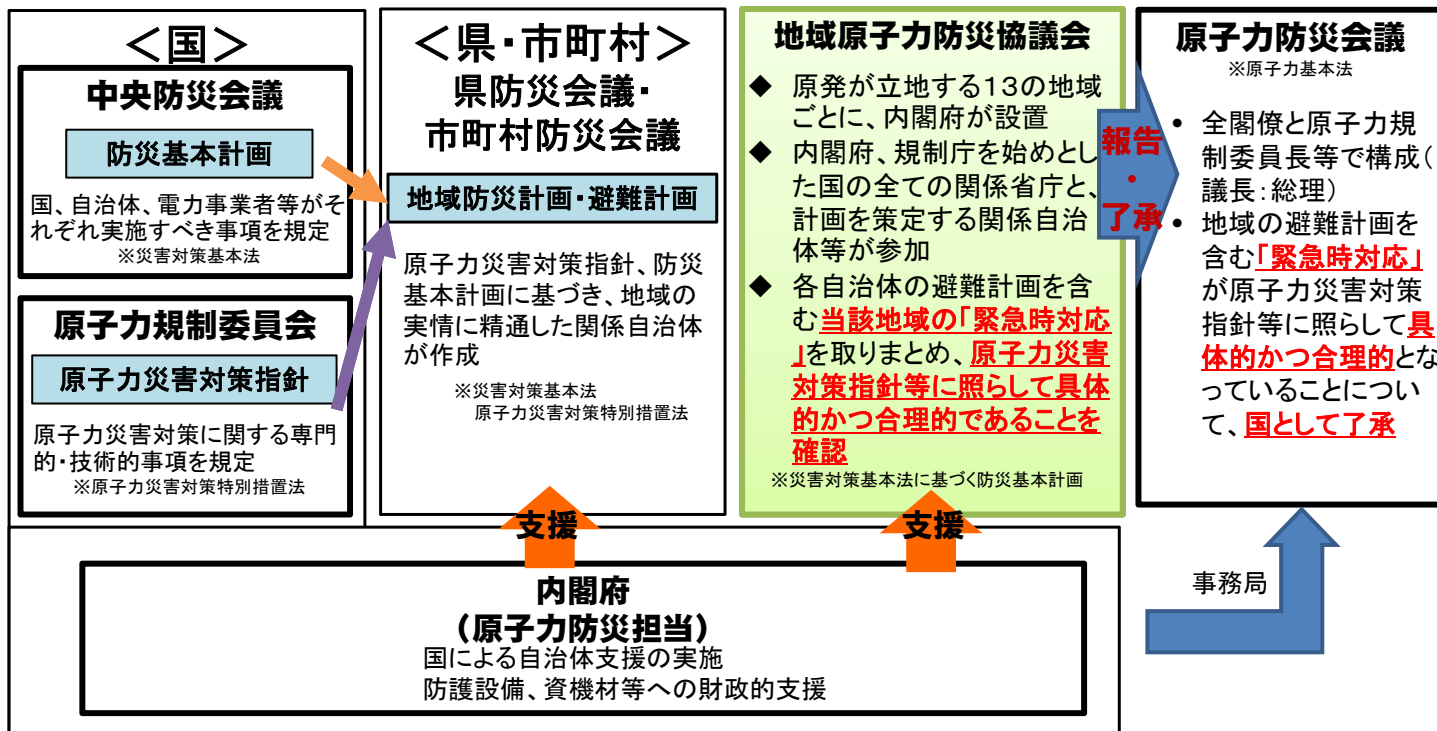 ＜国＞
中央防災会議
防災基本計画
国、自治体、電力事業者等がそ
れぞれ実施すべき事項を規定
※災害対策基本法
原子力規制委員会
原子力災害対策指針
原子力災害対策に関する専門
的・技術的事項を規定
※原子力災害対策特別措置法
＜県・市町村＞
県防災会議・
市町村防災会議
地域防災計画・避難計画
原子力災害対策指針、防災
基本計画に基づき、地域の
実情に精通した関係自治体
が作成
※災害対策基本法
原子力災害対策特別措置法
地域原子力防災協議会
◆ 原発が立地する13の地域
ごとに、内閣府が設置
◆ 内閣府、規制庁を始めとし
た国の全ての関係省庁と、
計画を策定する関係自治
体等が参加
◆ 各自治体の避難計画を含
む当該地域の「緊急時対応
」を取りまとめ、原子力災害
対策指針等に照らして具体
的かつ合理的であることを
確認
※災害対策基本法に基づく防災基本計画
報告
・
了承
原子力防災会議
※原子力基本法
• 全閣僚と原子力規
制委員長等で構成（
議長：総理）
• 地域の避難計画を
含む「緊急時対応」
が原子力災害対策
指針等に照らして具
体的かつ合理的とな
っていることについ
て、国として了承
支援
支援
内閣府
（原子力防災担当）
国による自治体支援の実施
防護設備、資機材等への財政的支援
事務局